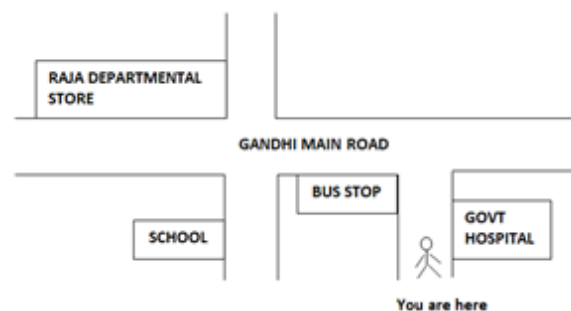 RAJA DEPARTMENTAL
STORE
GANDHI MAIN ROAD
BUS STOP
SCHOOL
GOVT
HOSPITAL
You are here